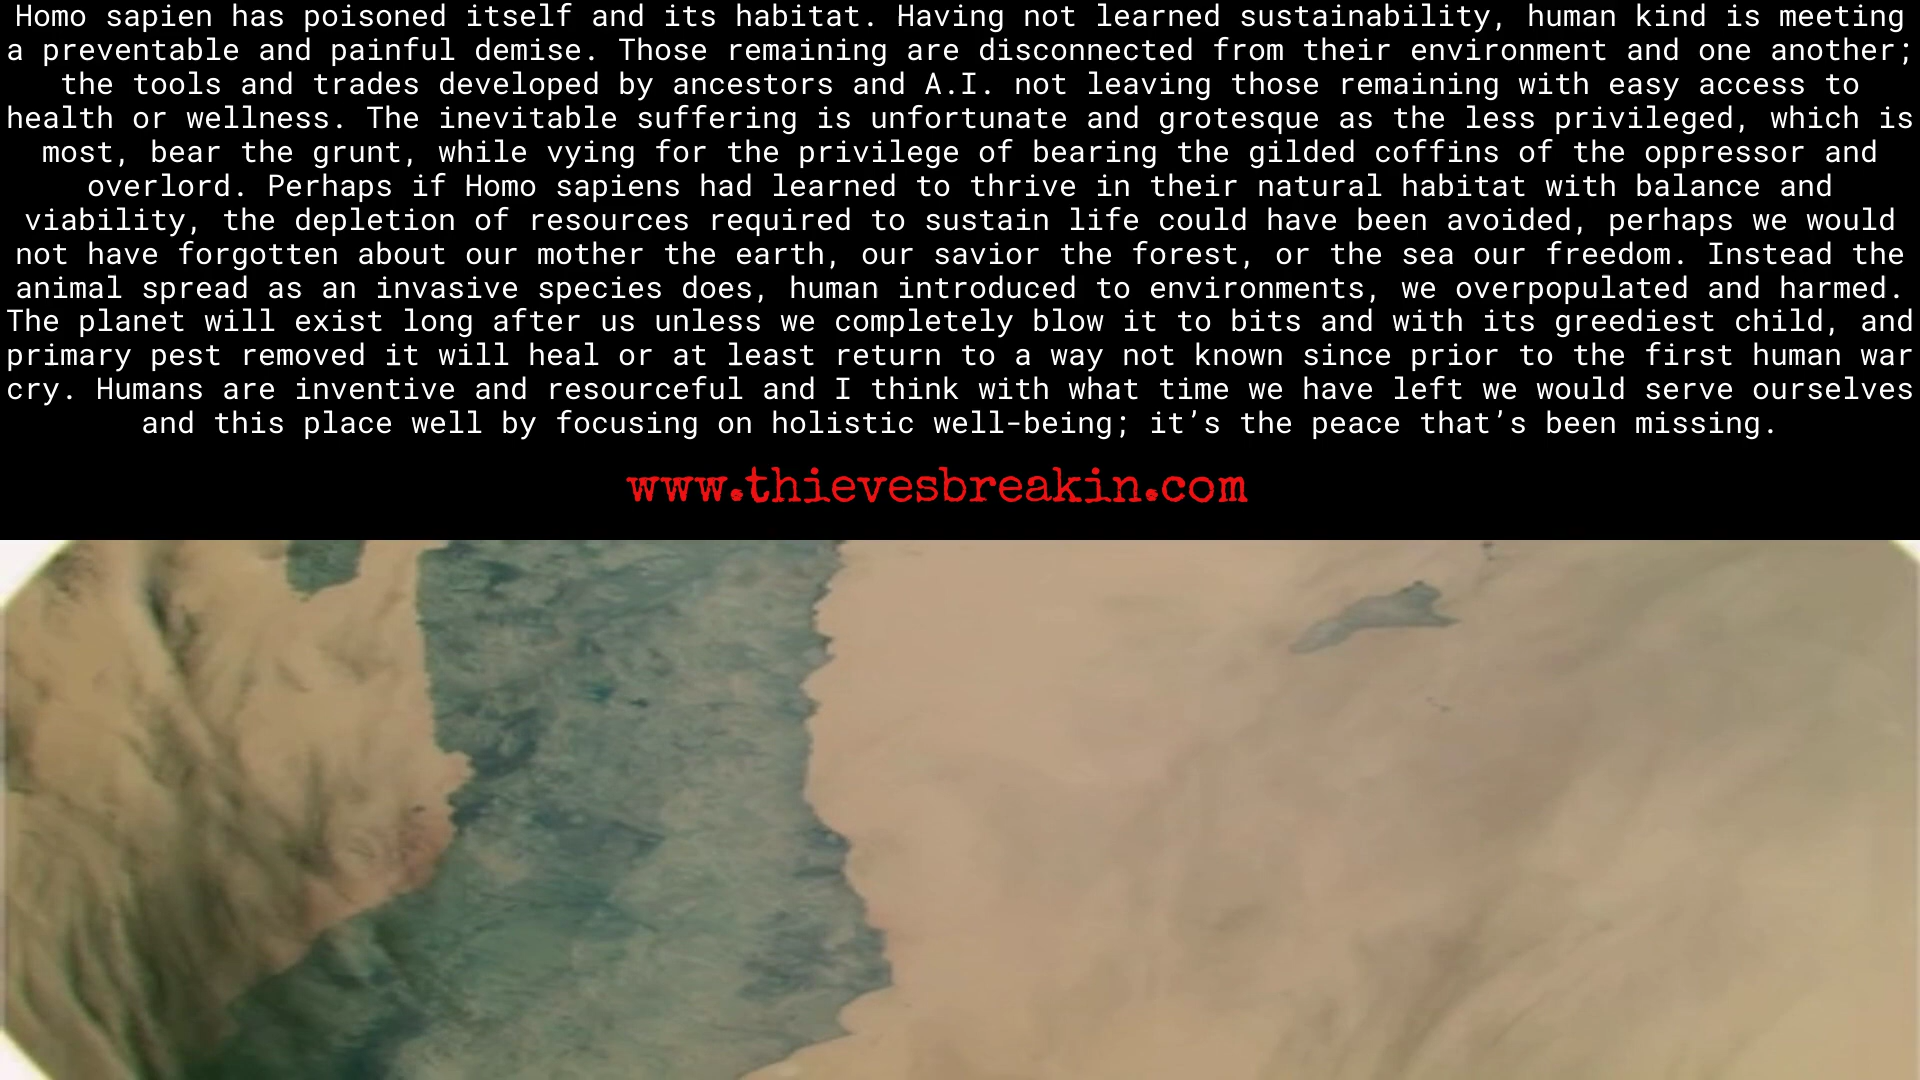 Homo sapien has poisoned itself and its habitat. Having not learned sustainability, human kind is meeting
a preventable and painful demise. Those remaining are disconnected from their environment and one another;
the tools and trades developed by ancestors and A.I. not leaving those remaining with easy access to
health or wellness. The inevitable suffering is unfortunate and grotesque as the less privileged, which is
most, bear the grunt, while vying for the privilege of bearing the gilded coffins of the oppressor and
overlord. Perhaps if Homo sapiens had learned to thrive in their natural habitat with balance and
viability, the depletion of resources required to sustain life could have been avoided, perhaps we would
not have forgotten about our mother the earth, our savior the forest, or the sea our freedom. Instead the
animal spread as an invasive species does, human introduced to environments, we overpopulated and harmed.
The planet will exist long after us unless we completely blow it to bits and with its greediest child, and
primary pest removed it will heal or at least return to a way not known since prior to the first human war
cry. Humans are inventive and resourceful and I think with what time we have left we would serve ourselves
and this place well by focusing on holistic well-being; it’s the peace that’s been missing.
www.thievesbreakin.com